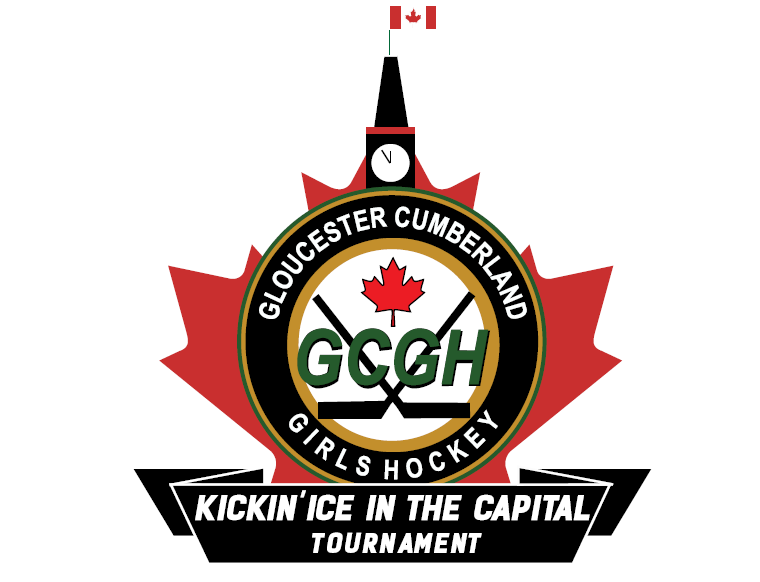 GLOUCESTER CUMBERLAND
GCGH
GIRLS HOCKEY
KICKIN'ICE IN THE CAPITAL
TOURNAMENT